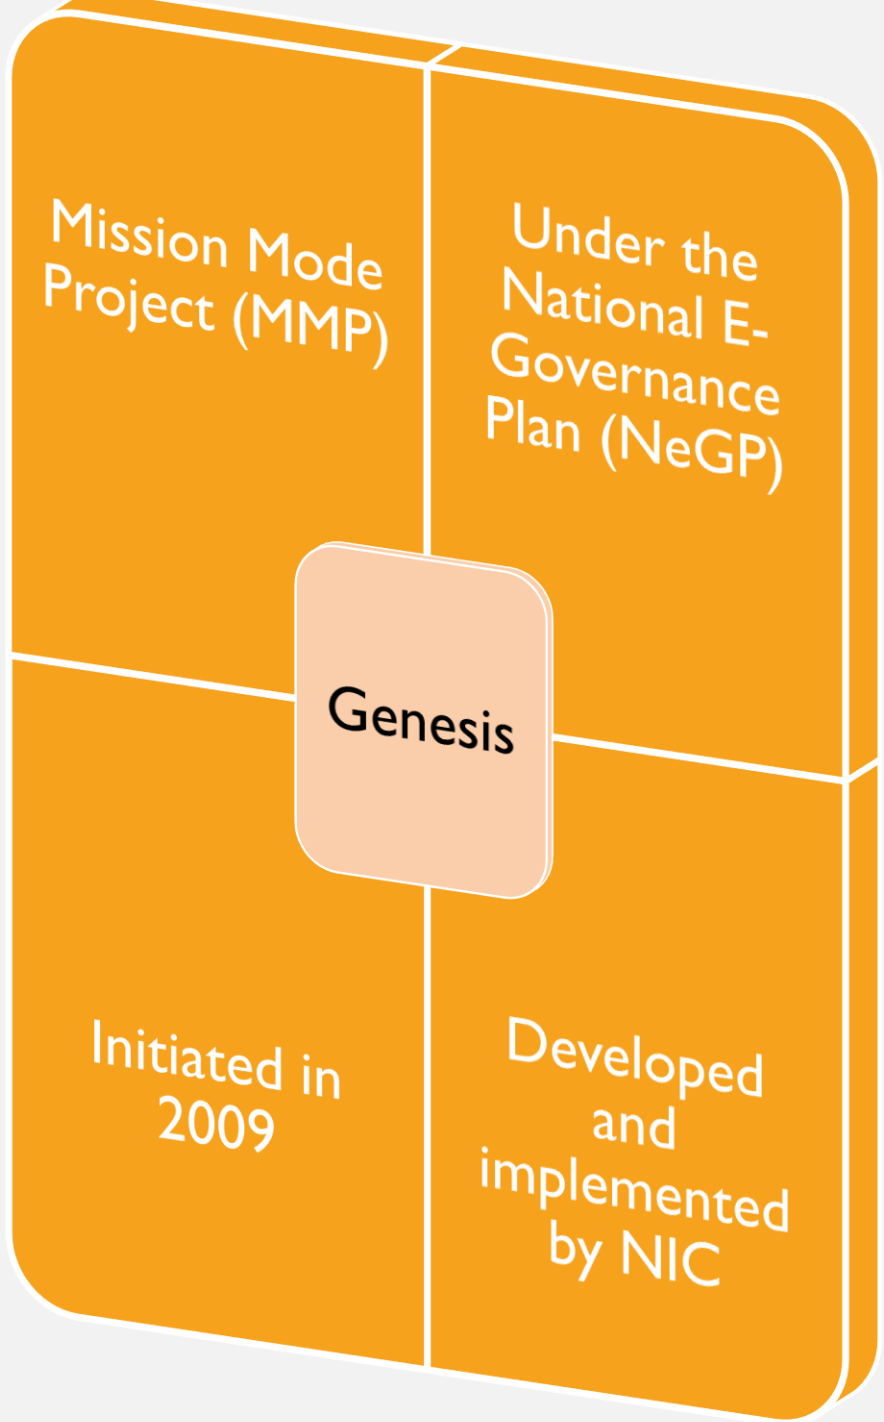 Mission Mode
Project (MMP)
Under the
National E-
Governance
Plan (NeGP)
Genesis
Initiated in
2009
Developed
and
implemented
by NIC